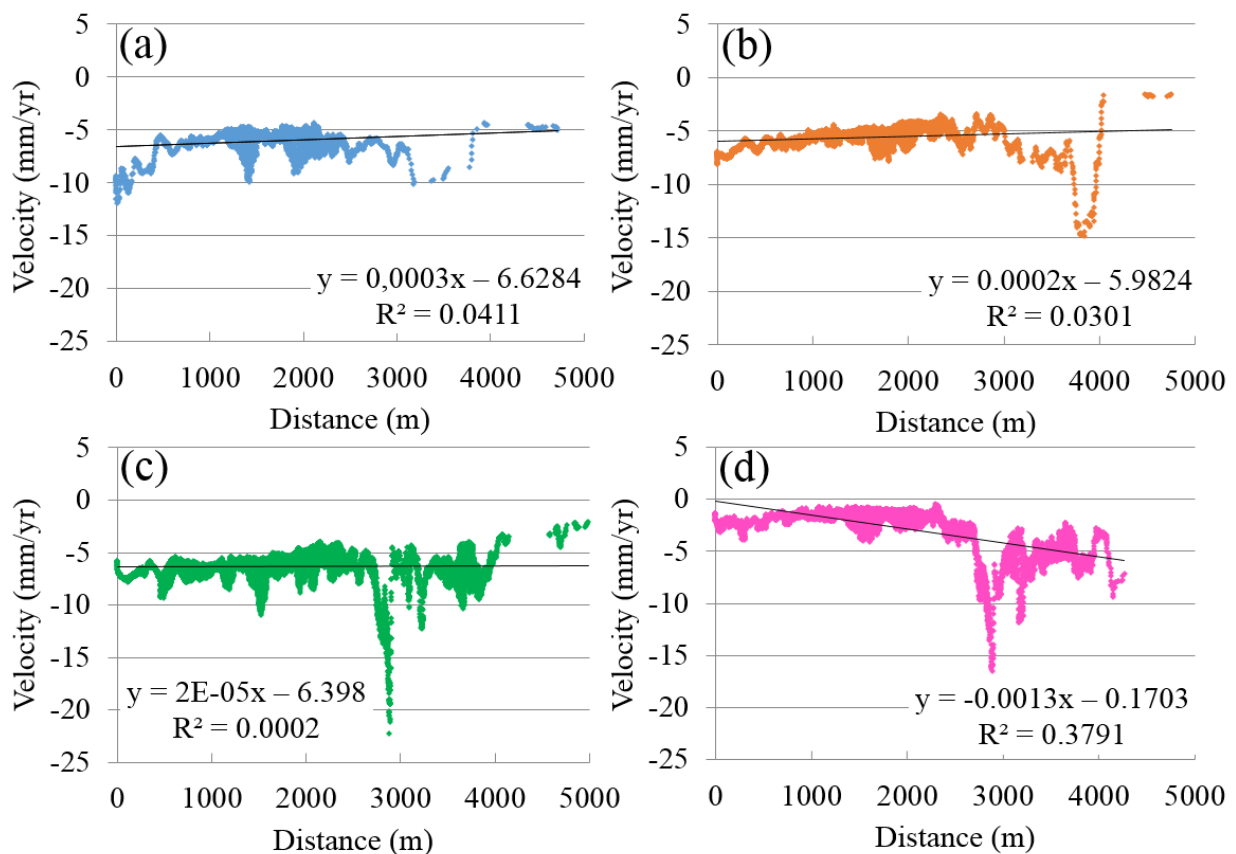 (a)
5
0
-5
-10
-15
-20
-25
Velocity (mm/yr)
y = 0,0003x – 6.6284
R² = 0.0411
0 1000 2000 3000 4000 5000
Distance (m)
(b)
5
0
-5
-10
-15
-20
-25
Velocity (mm/yr)
y = 0.0002x – 5.9824
R² = 0.0301
0 1000 2000 3000 4000 5000
Distance (m)
(c)
5
0
-5
-10
-15
-20
-25
Velocity (mm/yr)
y = 2E-05x – 6.398
R² = 0.0002
0 1000 2000 3000 4000 5000
Distance (m)
(d)
5
0
-5
-10
-15
-20
-25
Velocity (mm/yr)
y = -0.0013x – 0.1703
R² = 0.3791
0 1000 2000 3000 4000 5000
Distance (m)